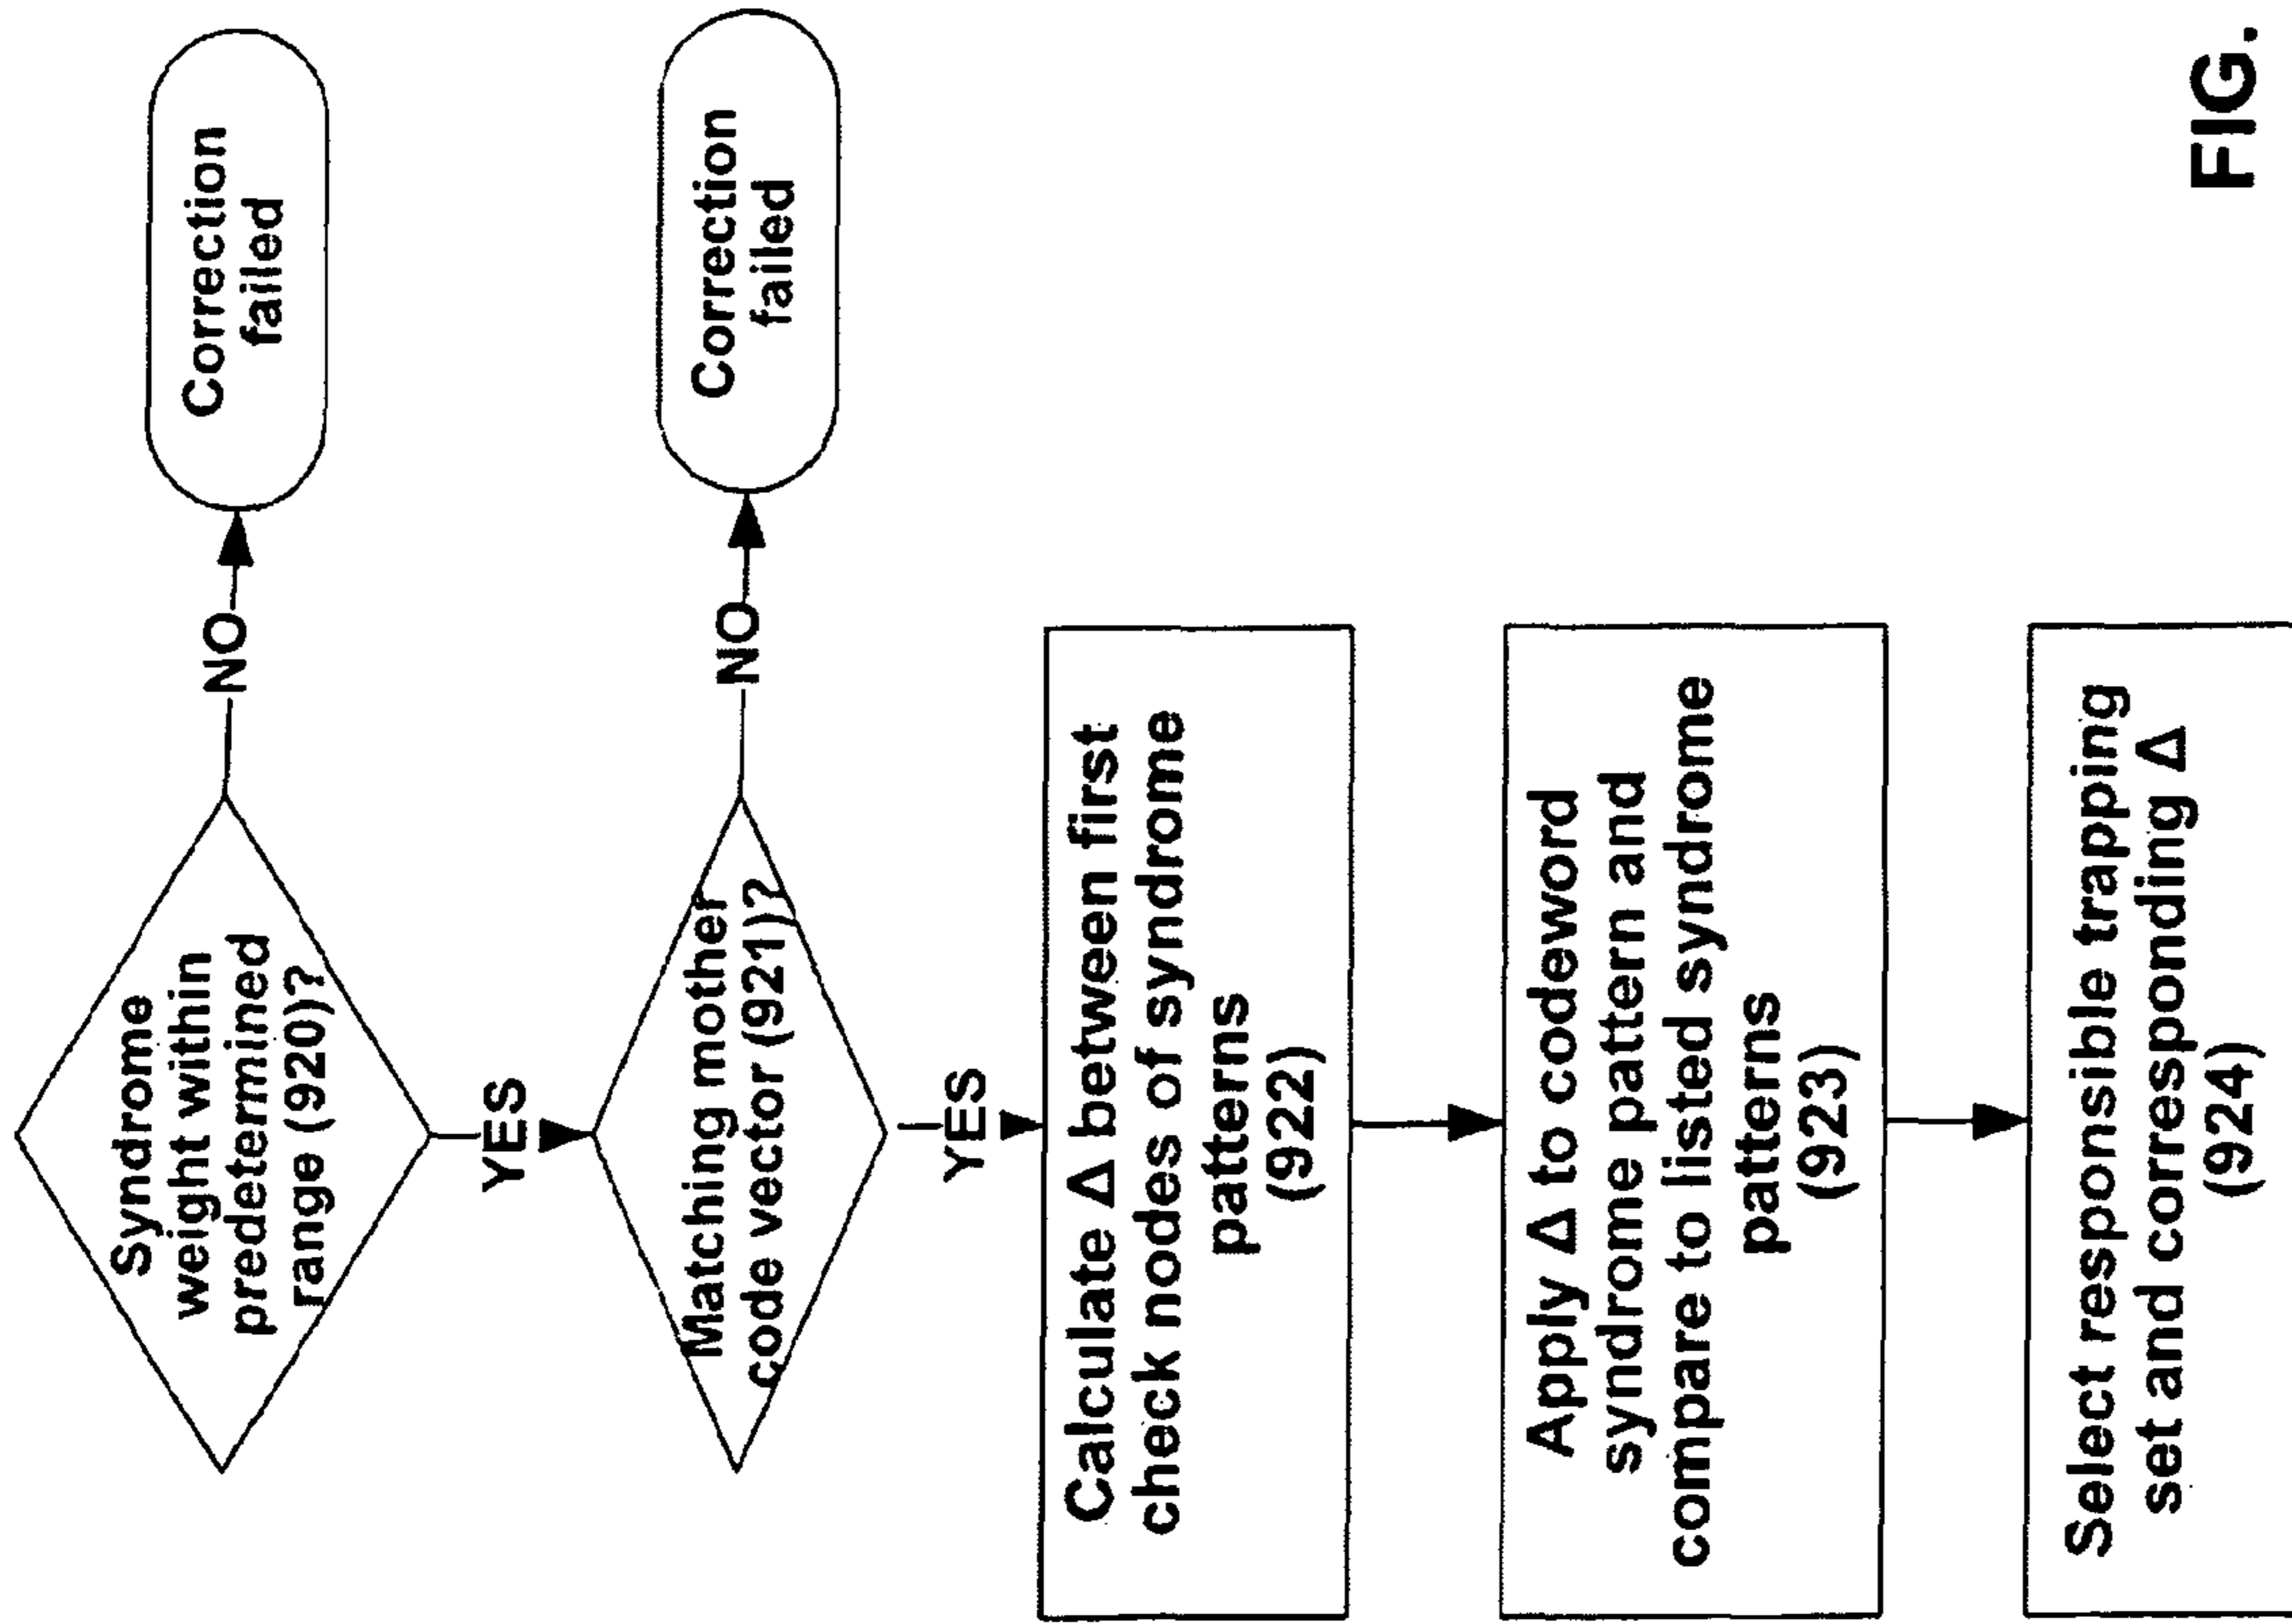 Syndrome
weight within
predetermined
range (920)?
NO
Correction
failed
YES
Matching mother
code vector (921)?
NO
Correction
failed
YES
Calculate Δ between first
check nodes of syndrome
patterns
(922)
Apply Δ to codeword
syndrome pattern and
compare to listed syndrome
patterns
(923)
Select responsible trapping
set and corresponding Δ
(924)
FIG.